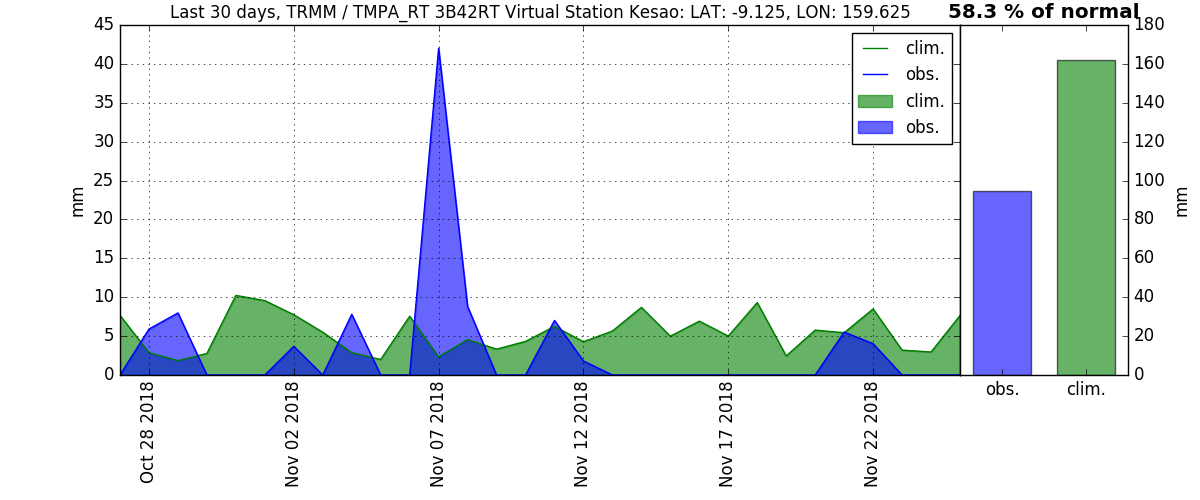 Last 30 days, TRMM / TMPA_RT 3B42RT Virtual Station Kesao: LAT: -9.125, LON: 159.625
58.3 % of normal
45
40
35
30
25
20
15
10
5
0
mm
clim.
obs.
clim.
obs.
Oct 28 2018
Nov 02 2018
Nov 07 2018
Nov 12 2018
Nov 17 2018
Nov 22 2018
180
160
140
120
100
80
60
40
20
0
mm
obs.
clim.